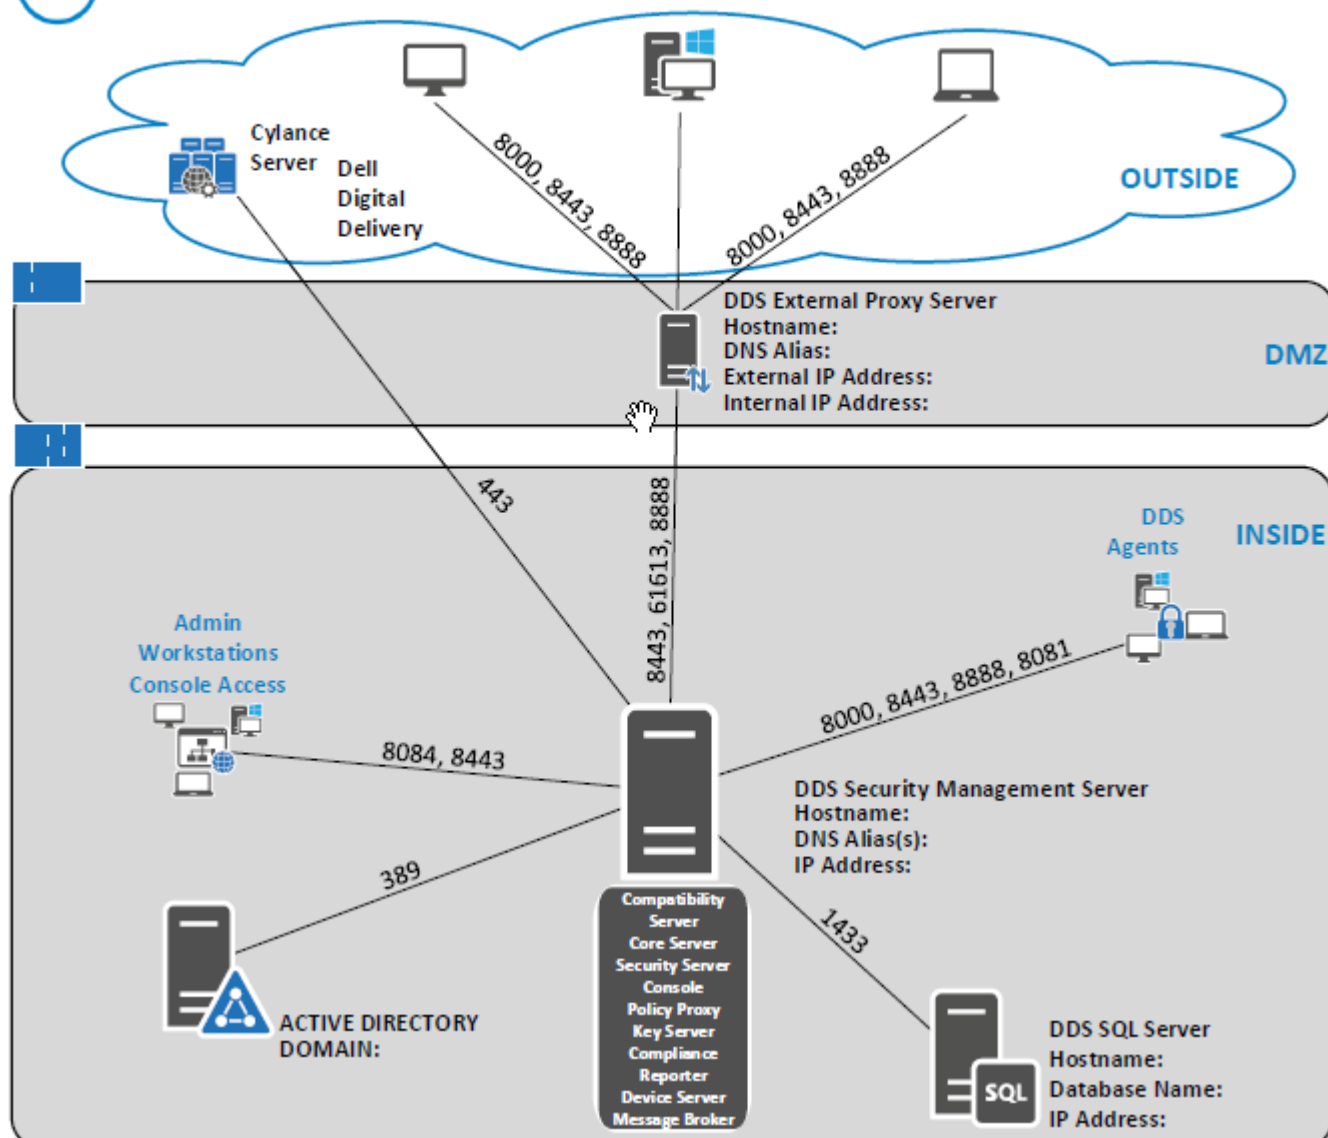 Cylance
Server
Dell
Digital
Delivery
8000, 8443, 8888
8000, 8443, 8888
OUTSIDE
DDS External Proxy Server
Hostname:
DNS Alias:
External IP Address:
Internal IP Address:
DMZ
443
8443, 61613, 8888
DDS
Agents
INSIDE
Admin
Workstations
Console Access
8000, 8443, 8888, 8081
8084, 8443
DDS Security Management Server
Hostname:
DNS Alias(s):
IP Address:
389
1433
Compatibility
Server
Core Server
Security Server
Console
Policy Proxy
Key Server
Compliance
Reporter
Device Server
Message Broker
ACTIVE DIRECTORY
DOMAIN:
SQL
DDS SQL Server
Hostname:
Database Name:
IP Address: